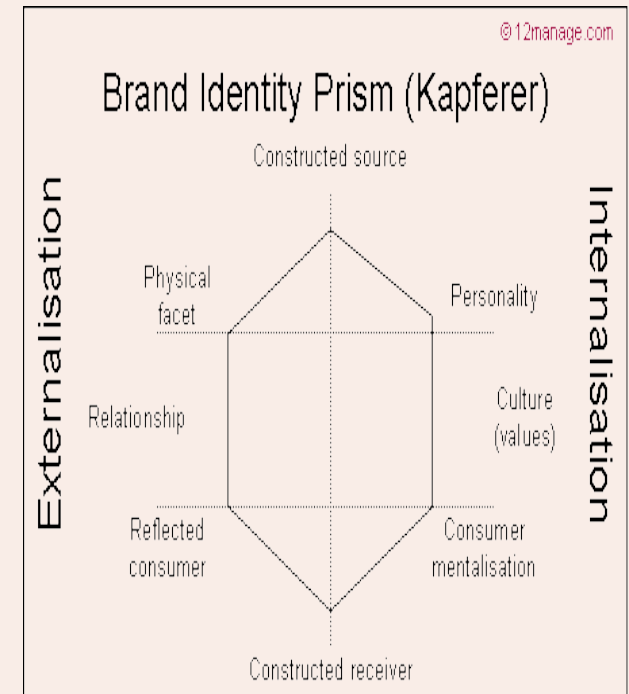 ©12manage.com
Brand Identity Prism (Kapferer)
Constructed source
Externalisation
Internalisation
Physical
facet
Personality
Relationship
Culture
(values)
Reflected
consumer
Consumer
mentalisation
Constructed receiver